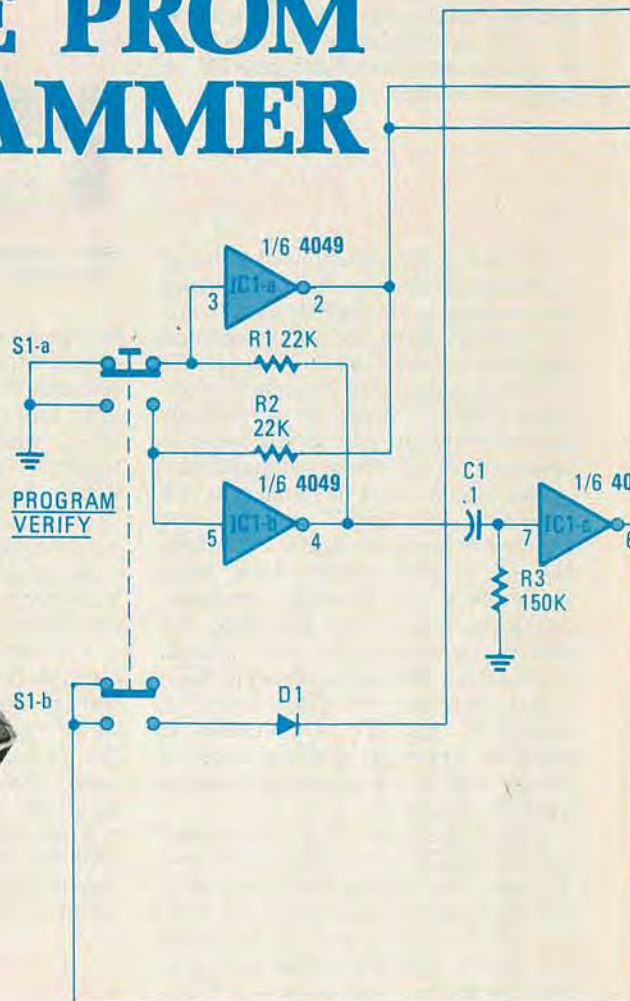 E PROM
AMMER
1/6 4049
IC1-a
3
2
S1-a
R1 22K
R2
22K
1/6 4049
IC1-b
5
4
PROGRAM
VERIFY
C1
.1
1/6 40
IC1-c
7
6
R3
150K
S1-b
D1